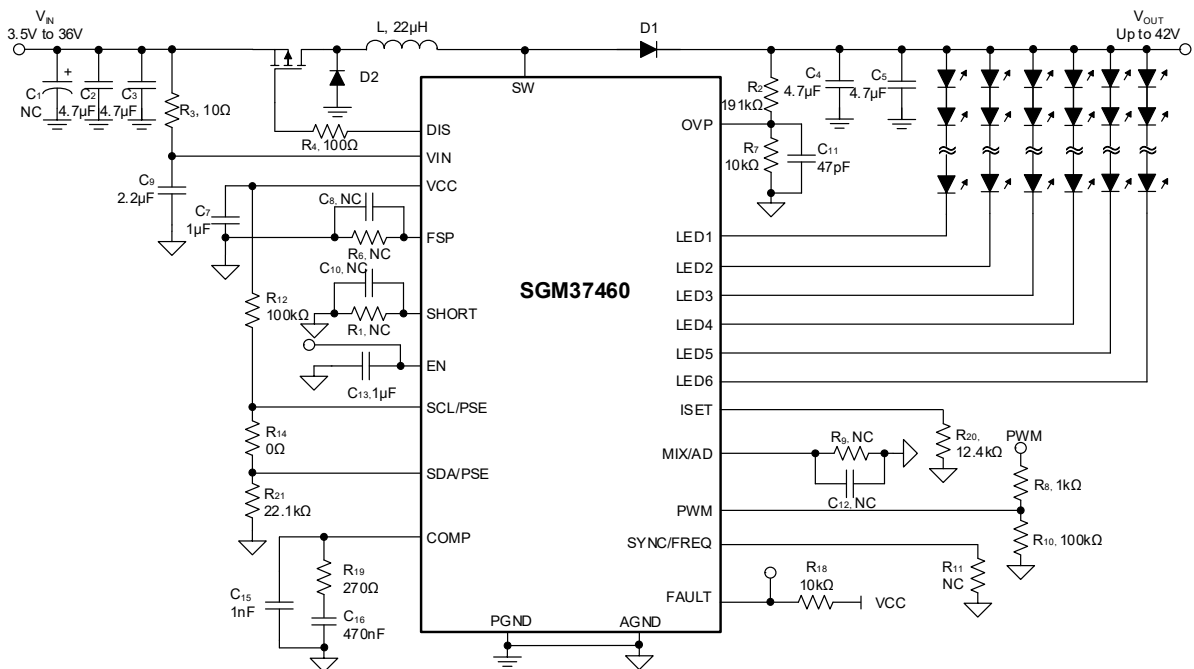 VIN
3.5V to 36V
L, 22μH
D1
VOUT
Up to 42V
C1
NC
C2
4.7μF
C3
4.7μF
R3, 10Ω
D2
SW
R2
191kΩ
C4
4.7μF
C5
4.7μF
R4, 100Ω
DIS
OVP
VIN
R7
10kΩ
C11
47pF
C9
2.2μF
VCC
C7
1μF
C8, NC
FSP
R6, NC
LED1
C10, NC
LED2
SGM37460
R12
100kΩ
SHORT
R1, NC
LED3
LED4
EN
LED5
C13, 1μF
LED6
SCL/PSE
ISET
R14
0Ω
R9, NC
R20,
12.4kΩ
PWM
MIX/AD
SDA/PSE
C12, NC
R8, 1kΩ
R21
22.1kΩ
PWM
COMP
SYNC/FREQ
R10, 100kΩ
R19
270Ω
R11
NC
R18
10kΩ
C15
1nF
FAULT
VCC
C16
470nF
PGND
AGND